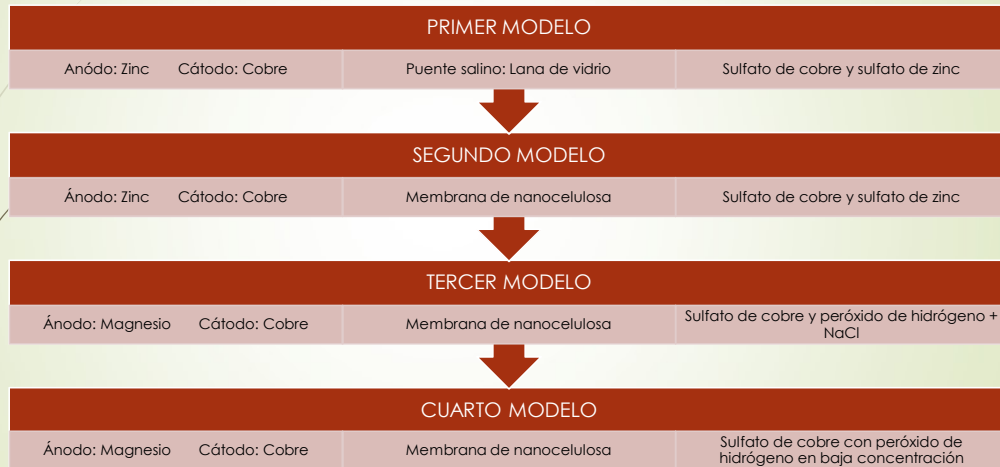 PRIMER MODELO
Anódo: Zinc Cátodo: Cobre
Puente salino: Lana de vidrio
Sulfato de cobre y sulfato de zinc
SEGUNDO MODELO
Ánodo: Zinc Cátodo: Cobre
Membrana de nanocelulosa
Sulfato de cobre y sulfato de zinc
TERCER MODELO
Ánodo: Magnesio Cátodo: Cobre
Membrana de nanocelulosa
Sulfato de cobre y peróxido de hidrógeno +
NaCl
CUARTO MODELO
Ánodo: Magnesio Cátodo: Cobre
Membrana de nanocelulosa
Sulfato de cobre con peróxido de
hidrógeno en baja concentración